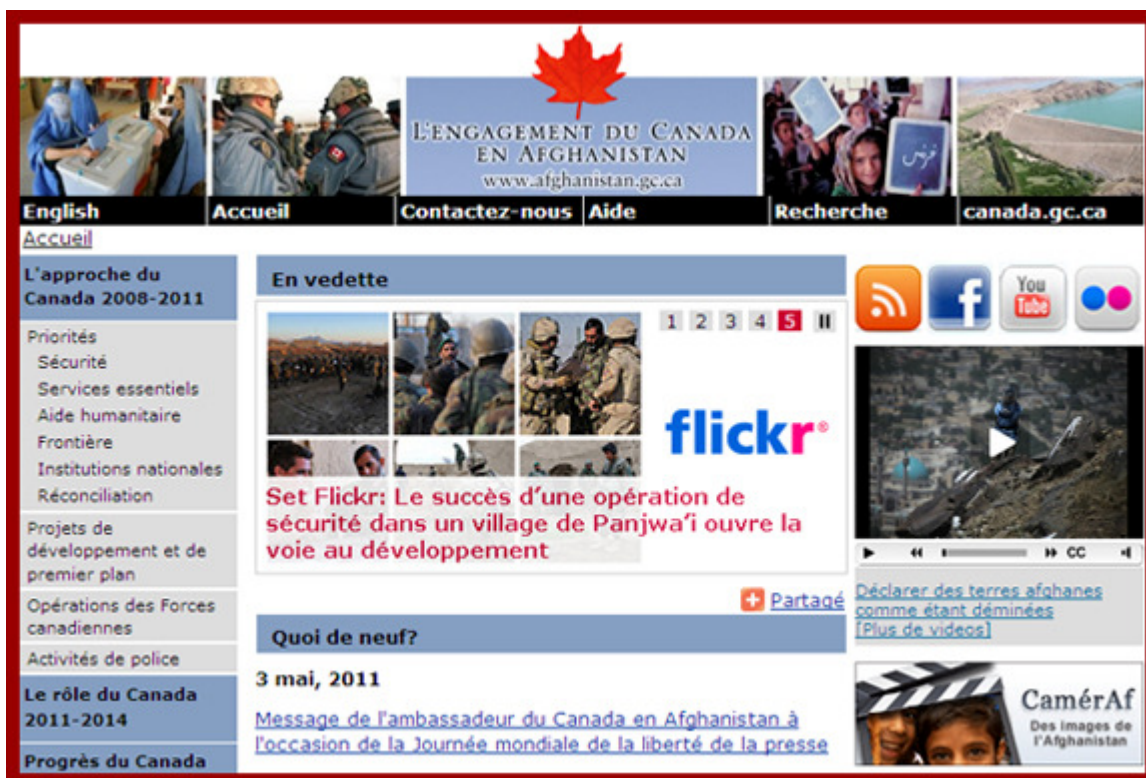 L'ENGAGEMENT DU CANADA
EN AFGHANISTAN
www.afghanistan.gc.ca
English
Accueil
Contactez-nous
Aide
Recherche
canada.gc.ca
Accueil
L'approche du
Canada 2008-2011
Priorités
Sécurité
Services essentiels
Aide humanitaire
Frontière
Institutions nationales
Réconciliation
Projets de
développement et de
premier plan
Opérations des Forces
canadiennes
Activités de police
Le rôle du Canada
2011-2014
Progrès du Canada
En vedette
1 2 3 4 5
flickr®
Set Flickr: Le succès d'une opération de
sécurité dans un village de Panjwa'i ouvre la
voie au développement
Partagé
Quoi de neuf?
3 mai, 2011
Message de l'ambassadeur du Canada en Afghanistan à
l'occasion de la Journée mondiale de la liberté de la presse
You
Tube
CC
Déclarer des terres afghanes
comme étant déminées
[Plus de videos]
CamérAf
Des images de
l'Afghanistan